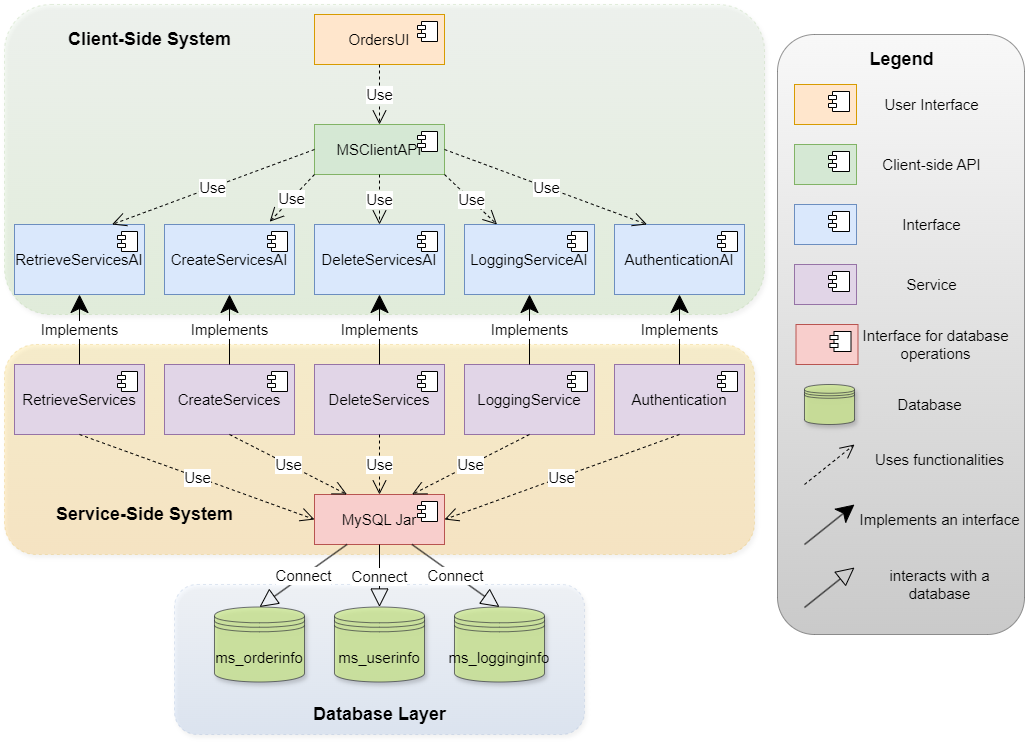 Client-Side System
OrdersUI
Use
MSClientAPI
Use
Use
Use
Use
Use
RetrieveServicesAI
CreateServicesAI
DeleteServicesAI
LoggingServiceAI
AuthenticationAI
Implements
Implements
Implements
Implements
Implements
RetrieveServices
CreateServices
DeleteServices
LoggingService
Authentication
Use
Use
Use
Use
Use
Service-Side System
MySQL Jar
Connect
Connect
Connect
ms_orderinfo
ms_userinfo
ms_logginginfo
Database Layer
Legend
User Interface
Client-side API
Interface
Service
Interface for database
operations
Database
Uses functionalities
Implements an interface
interacts with a
database